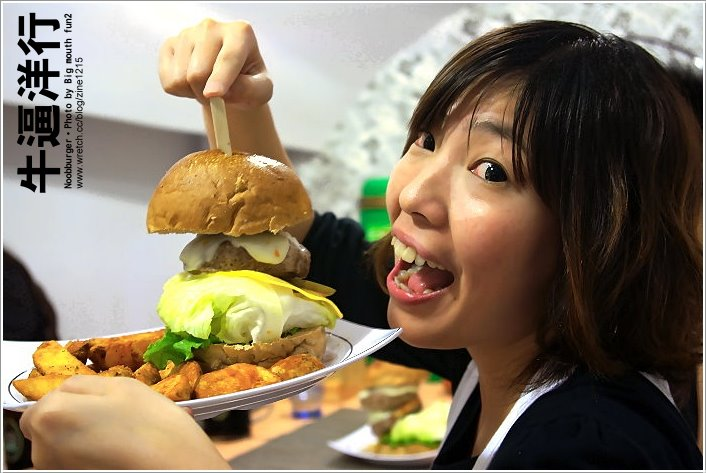 牛逼洋行
Noobburger · Photo by Big mouth fun2
www.wretch.cc/blog/zine1215